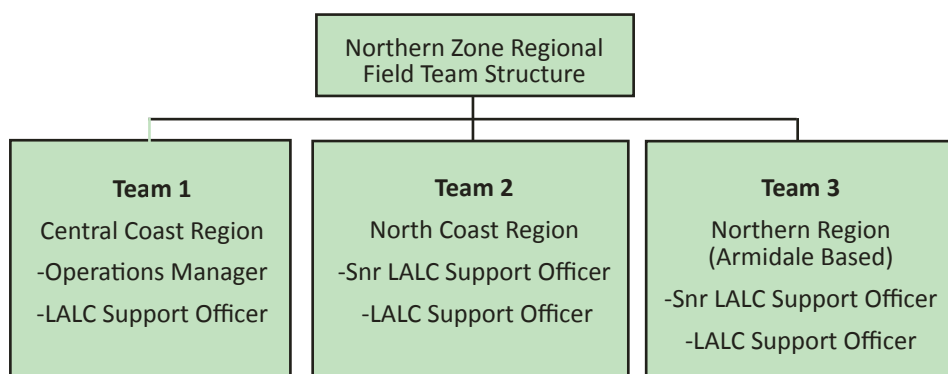 Northern Zone Regional
Field Team Structure
Team 1
Central Coast Region
-Operations Manager
-LALC Support Officer
Team 2
North Coast Region
-Snr LALC Support Officer
-LALC Support Officer
Team 3
Northern Region
(Armidale Based)
-Snr LALC Support Officer
-LALC Support Officer